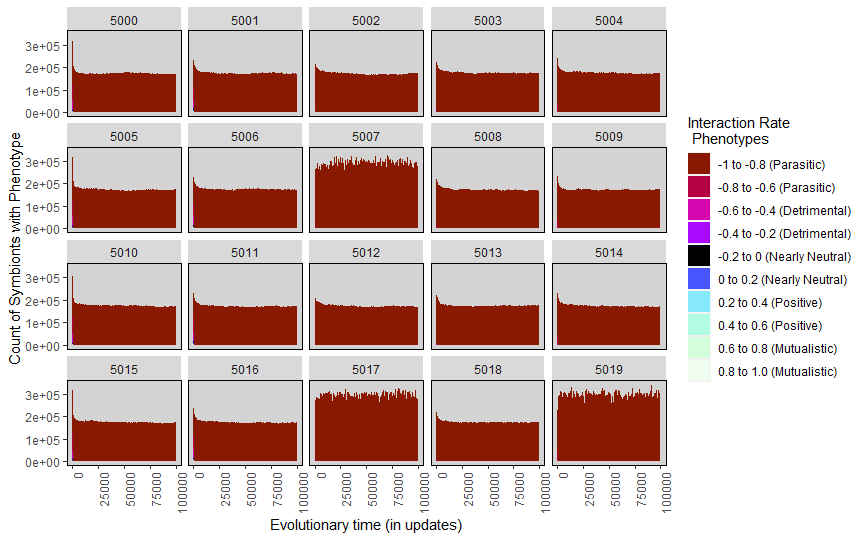 5000 5001 5002 5003 5004
3e+05
2e+05
1e+05
0e+00
5005 5006 5007 5008 5009
3e+05
2e+05
1e+05
0e+00
5010 5011 5012 5013 5014
3e+05
2e+05
1e+05
0e+00
5015 5016 5017 5018 5019
3e+05
2e+05
1e+05
0e+00
0 25000 50000 75000 100000 0 25000 50000 75000 100000 0 25000 50000 75000 100000 0 25000 50000 75000 100000 0 25000 50000 75000 100000
Evolutionary time (in updates)
Count of Symbionts with Phenotype
Interaction Rate
Phenotypes
-1 to -0.8 (Parasitic)
-0.8 to -0.6 (Parasitic)
-0.6 to -0.4 (Detrimental)
-0.4 to -0.2 (Detrimental)
-0.2 to 0 (Nearly Neutral)
0 to 0.2 (Nearly Neutral)
0.2 to 0.4 (Positive)
0.4 to 0.6 (Positive)
0.6 to 0.8 (Mutualistic)
0.8 to 1.0 (Mutualistic)